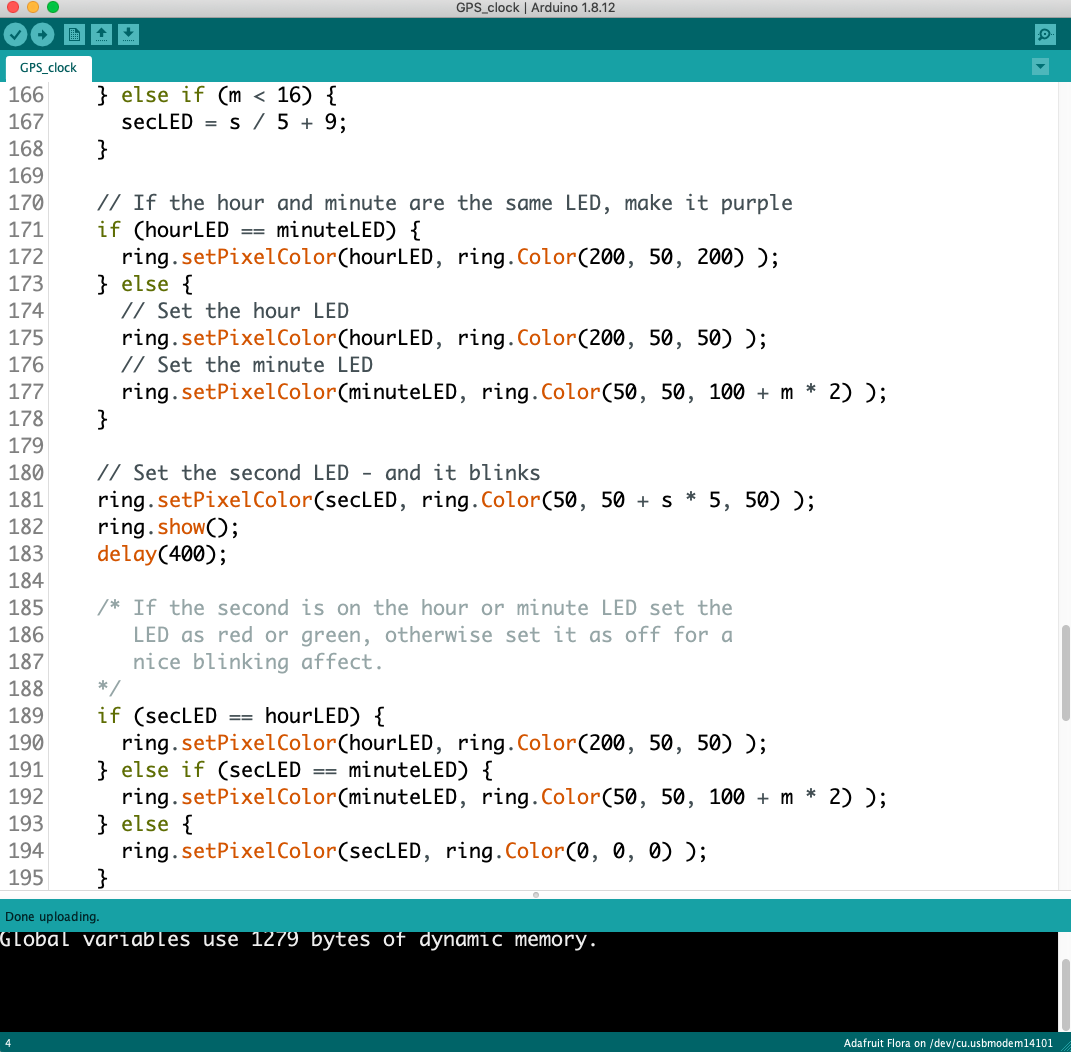 GPS_clock | Arduino 1.8.12
GPS_clock
166 } else if (m < 16) {
167 secLED = s / 5 + 9;
168 }
169
170 // If the hour and minute are the same LED, make it purple
171 if (hourLED == minuteLED) {
172 ring.setPixelColor(hourLED, ring.Color(200, 50, 200) );
173 } else {
174 // Set the hour LED
175 ring.setPixelColor(hourLED, ring.Color(200, 50, 50) );
176 // Set the minute LED
177 ring.setPixelColor(minuteLED, ring.Color(50, 50, 100 + m * 2) );
178 }
179
180 // Set the second LED - and it blinks
181 ring.setPixelColor(secLED, ring.Color(50, 50 + s * 5, 50) );
182 ring.show();
183 delay(400);
184
185 /* If the second is on the hour or minute LED set the
186 LED as red or green, otherwise set it as off for a
187 nice blinking affect.
188 */
189 if (secLED == hourLED) {
190 ring.setPixelColor(hourLED, ring.Color(200, 50, 50) );
191 } else if (secLED == minuteLED) {
192 ring.setPixelColor(minuteLED, ring.Color(50, 50, 100 + m * 2) );
193 } else {
194 ring.setPixelColor(secLED, ring.Color(0, 0, 0) );
195 }
Done uploading.
Global variables use 1279 bytes of dynamic memory.
4 Adafruit Flora on /dev/cu.usbmodem14101